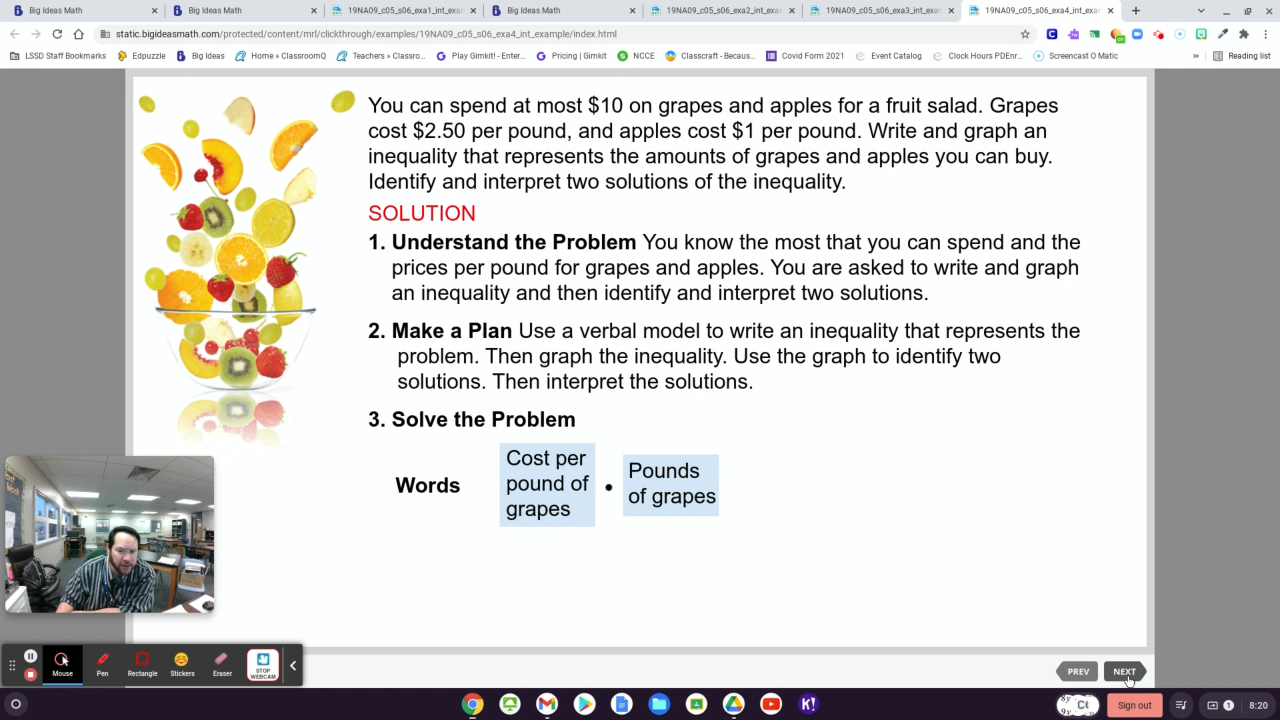 Big Ideas Math
Big Ideas Math
19NA09_c05_s06_exa1_int_exa
Big Ideas Math
19NA09_c05_s06_exa2_int_exa
19NA09_c05_s06_exa3_int_exa
19NA09_c05_s06_exa4_int_exa
static.bigideasmath.com/protected/content/mrl/clickthrough/examples/19NA09_c05_s06_exa4_int_example/index.html
LSSD Staff Bookmarks
Edpuzzle
Big Ideas
Home » ClassroomQ
Teachers » Classro...
Play Gimkit! - Enter...
Pricing | Gimkit
NCCE
Classcraft - Becaus...
Covid Form 2021
Event Catalog
Clock Hours PDEnr...
Screencast O Matic
»
Reading list
You can spend at most $10 on grapes and apples for a fruit salad. Grapes
cost $2.50 per pound, and apples cost $1 per pound. Write and graph an
inequality that represents the amounts of grapes and apples you can buy.
Identify and interpret two solutions of the inequality.
SOLUTION
1. Understand the Problem You know the most that you can spend and the
prices per pound for grapes and apples. You are asked to write and graph
an inequality and then identify and interpret two solutions.
2. Make a Plan Use a verbal model to write an inequality that represents the
problem. Then graph the inequality. Use the graph to identify two
solutions. Then interpret the solutions.
3. Solve the Problem
Words
Cost per
pound of
grapes
•
Pounds
of grapes
Mouse
Pen
Rectangle
Stickers
Eraser
STOP
WEBCAM
PREV
NEXT
Sign out
1
8:20